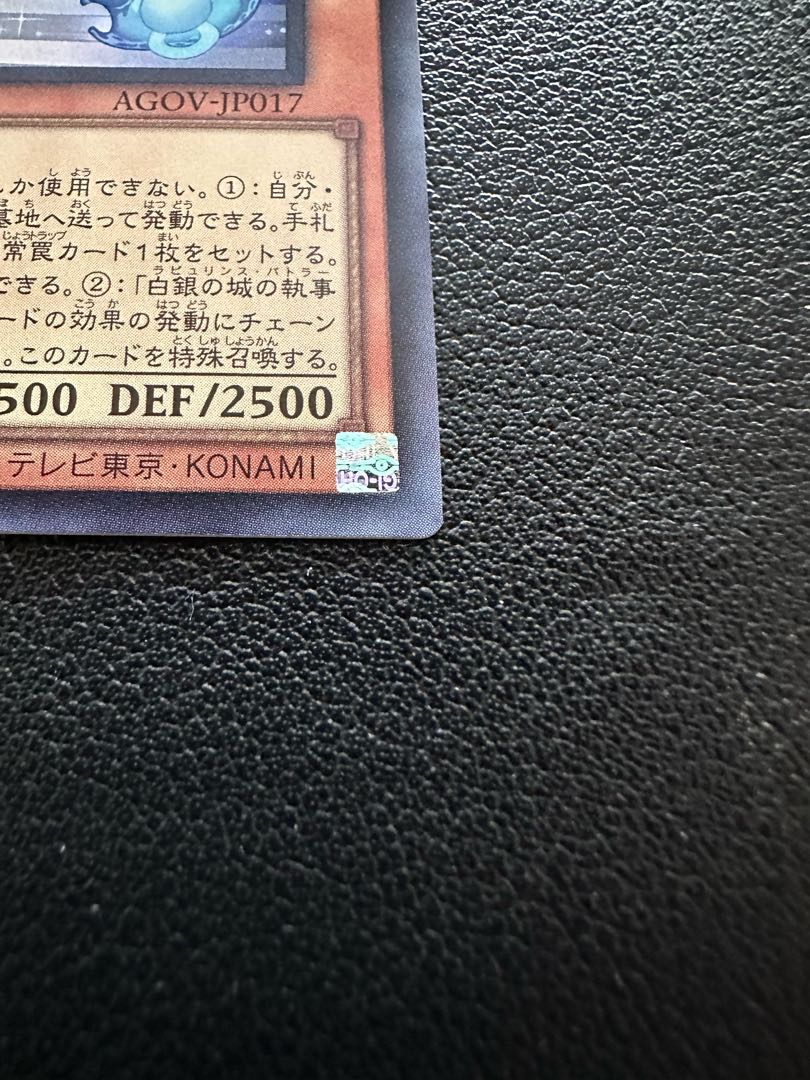 AGOV-JP017
か使用できない。①:自分・
墓地へ送って発動できる。手札
常罠カード1枚をセットする。
できる。②:「白銀の城の執事
ードの効果の発動にチェーン
。このカードを特殊召喚する。
500 DEF/2500
テレビ東京・KONAMI